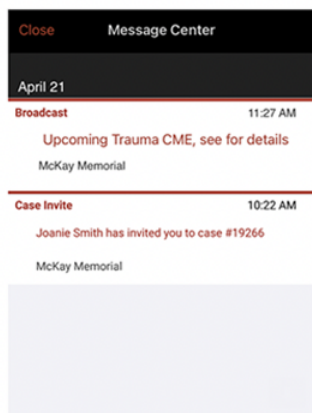 Close Message Center
April 21
Broadcast 11:27 AM
Upcoming Trauma CME, see for details
McKay Memorial
Case Invite 10:22 AM
Joanie Smith has invited you to case #19266
McKay Memorial